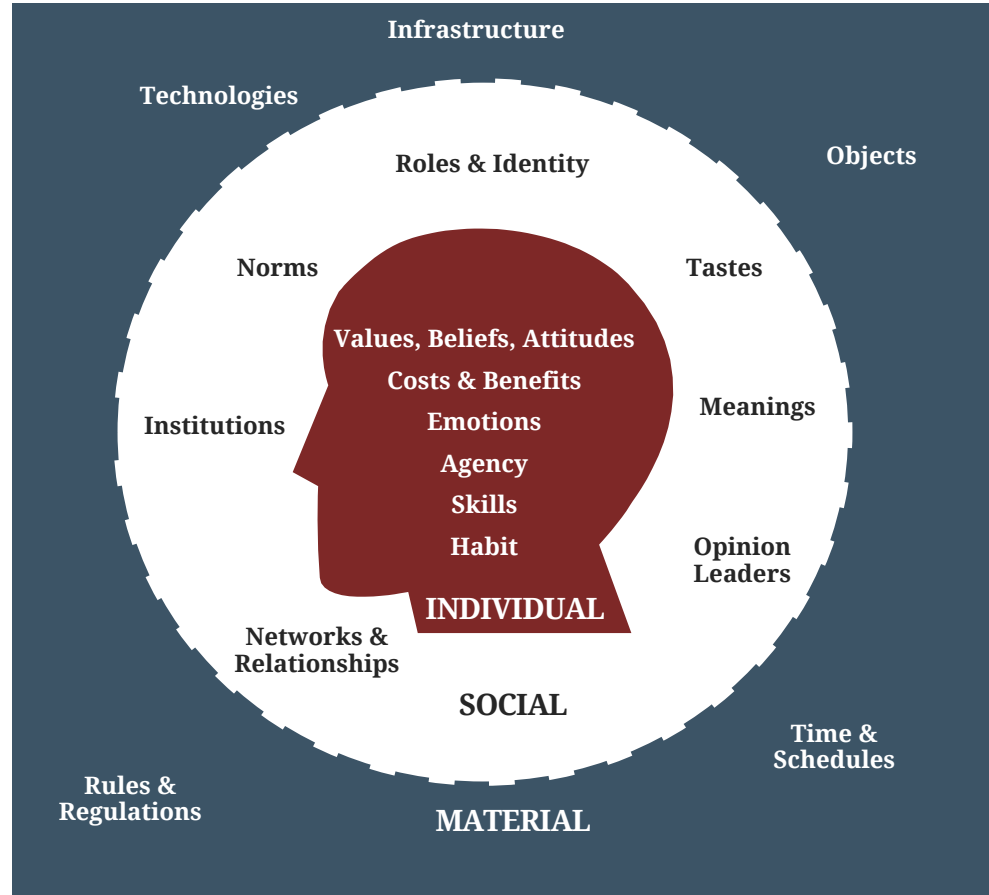 Infrastructure
Technologies
Objects
Roles & Identity
Norms
Tastes
Values, Beliefs, Attitudes
Costs & Benefits
Emotions
Agency
Skills
Habit
INDIVIDUAL
Institutions
Meanings
Opinion
Leaders
Networks &
Relationships
SOCIAL
Time &
Schedules
Rules &
Regulations
MATERIAL